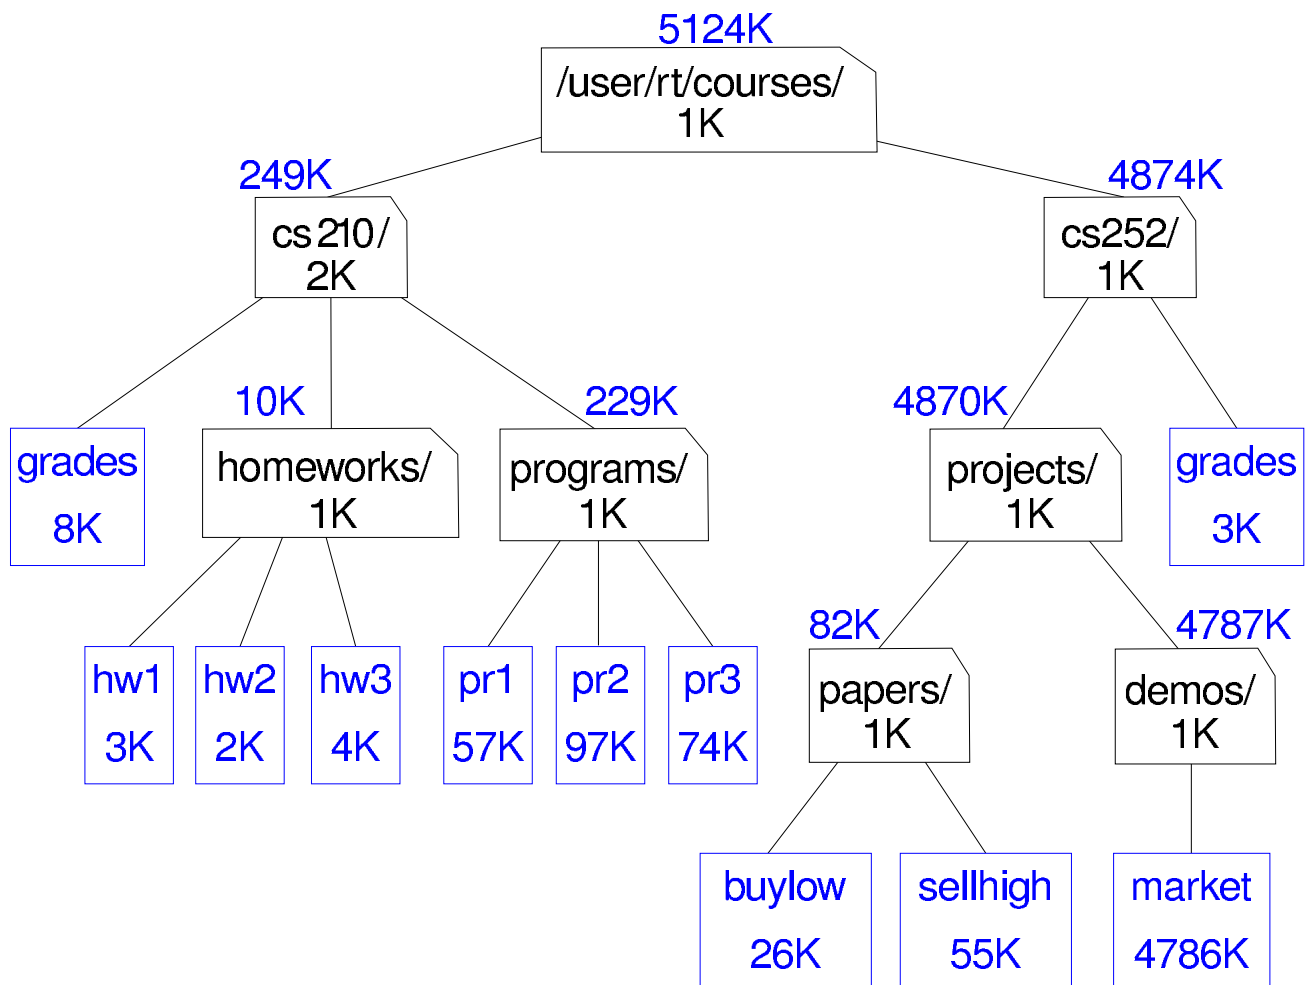 5124K
/user/rt/courses/
1K
249K
4874K
cs210/
2K
cs252/
1K
10K
229K
4870K
grades
8K
homeworks/
1K
programs/
1K
projects/
1K
grades
3K
82K
4787K
hw1
3K
hw2
2K
hw3
4K
pr1
57K
pr2
97K
pr3
74K
papers/
1K
demos/
1K
buylow
26K
sellhigh
55K
market
4786K